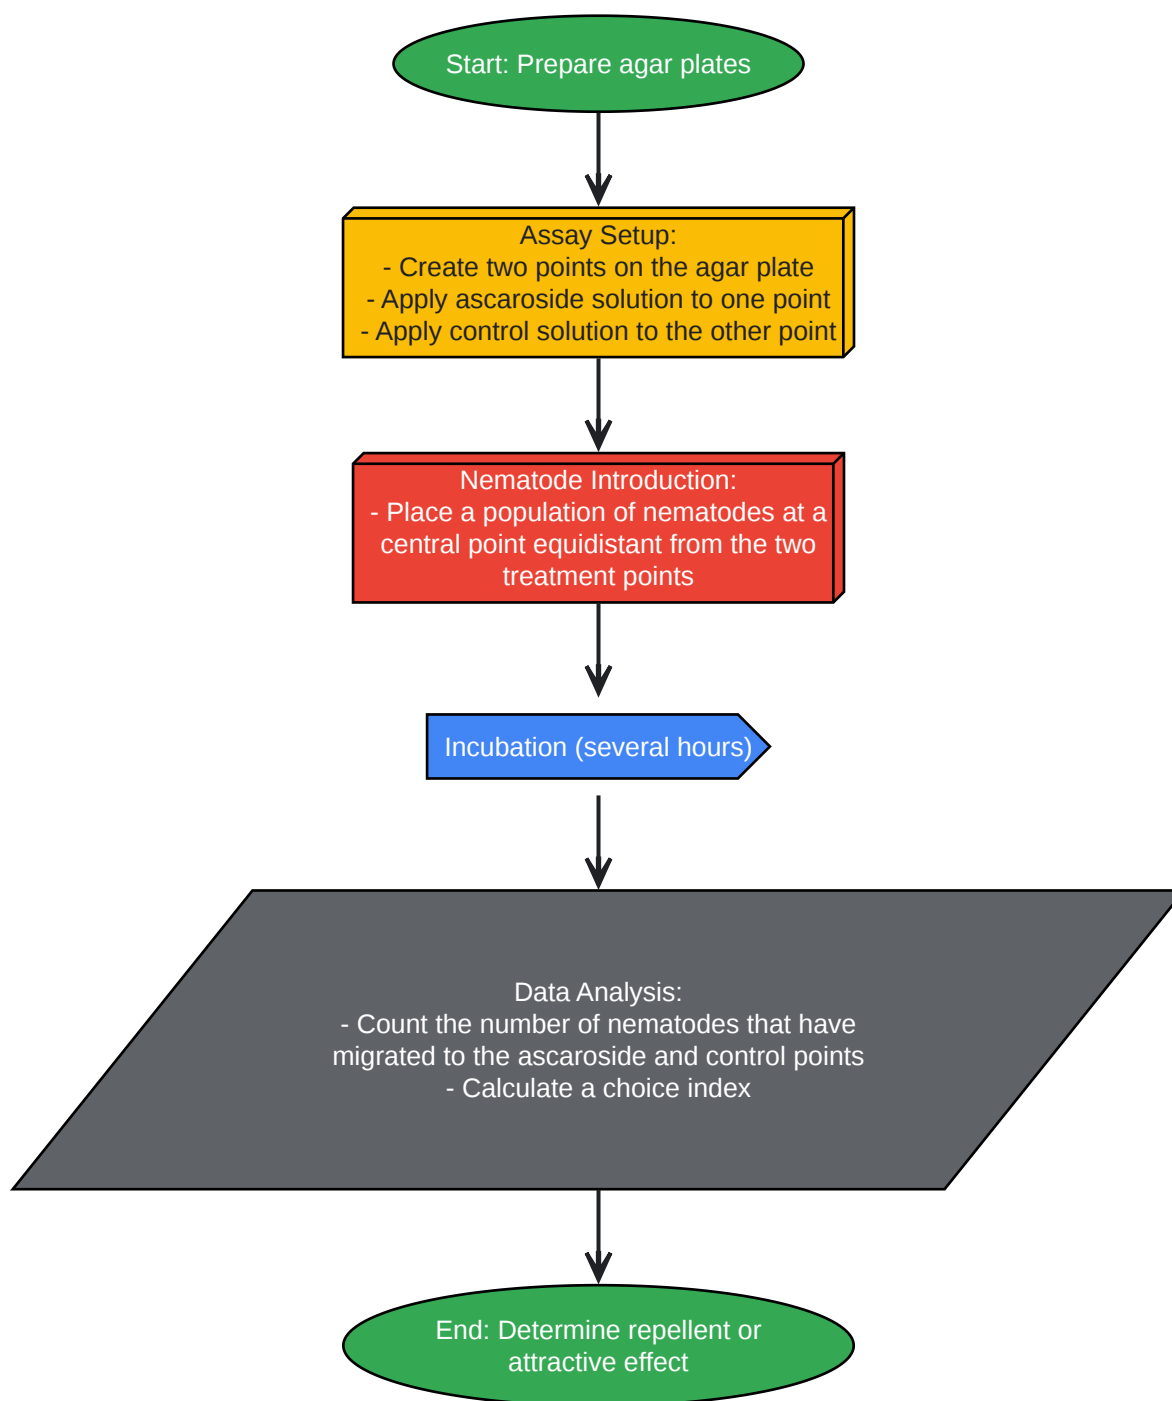 Start: Prepare agar plates
Assay Setup:
- Create two points on the agar plate
- Apply ascaroside solution to one point
- Apply control solution to the other point
Nematode Introduction:
- Place a population of nematodes at a
central point equidistant from the two
treatment points
Incubation (several hours)
Data Analysis:
- Count the number of nematodes that have
migrated to the ascaroside and control points
- Calculate a choice index
End: Determine repellent or
attractive effect